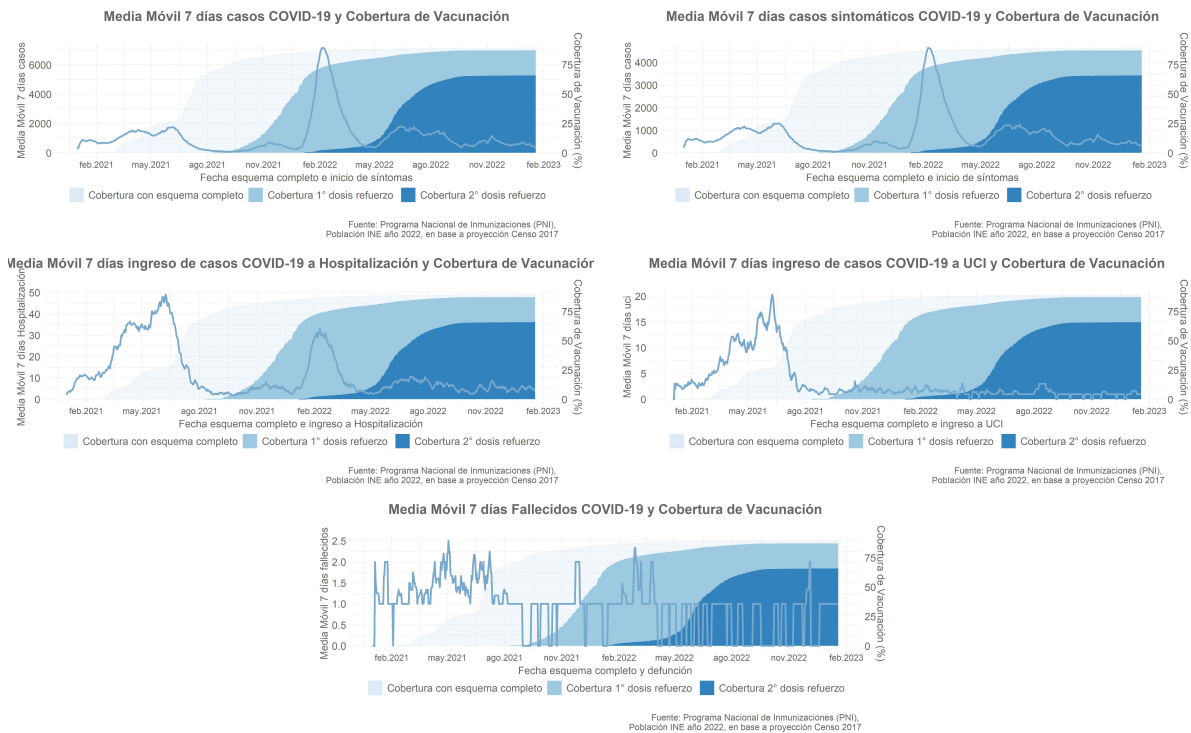 Media Móvil 7 días casos COVID-19 y Cobertura de Vacunación
Media Móvil 7 días casos
6000
4000
2000
0
Cobertura de Vacunación (%)
75
50
25
0
feb.2021 may.2021 ago.2021 nov.2021 feb.2022 may.2022 ago.2022 nov.2022 feb.2023
Fecha esquema completo e inicio de síntomas
Cobertura con esquema completo Cobertura 1° dosis refuerzo Cobertura 2° dosis refuerzo
Fuente: Programa Nacional de Inmunizaciones (PNI),
Población INE año 2022, en base a proyección Censo 2017
Media Móvil 7 días casos sintomáticos COVID-19 y Cobertura de Vacunación
Media Móvil 7 días casos
4000
3000
2000
1000
0
Cobertura de Vacunación (%)
75
50
25
0
feb.2021 may.2021 ago.2021 nov.2021 feb.2022 may.2022 ago.2022 nov.2022 feb.2023
Fecha esquema completo e inicio de síntomas
Cobertura con esquema completo Cobertura 1° dosis refuerzo Cobertura 2° dosis refuerzo
Fuente: Programa Nacional de Inmunizaciones (PNI),
Población INE año 2022, en base a proyección Censo 2017
Media Móvil 7 días ingreso de casos COVID-19 a Hospitalización y Cobertura de Vacunación
Media Móvil 7 días Hospitalización
50
40
30
20
10
0
Cobertura de Vacunación (%)
75
50
25
0
feb.2021 may.2021 ago.2021 nov.2021 feb.2022 may.2022 ago.2022 nov.2022 feb.2023
Fecha esquema completo e ingreso a Hospitalización
Cobertura con esquema completo Cobertura 1° dosis refuerzo Cobertura 2° dosis refuerzo
Fuente: Programa Nacional de Inmunizaciones (PNI),
Población INE año 2022, en base a proyección Censo 2017
Media Móvil 7 días ingreso de casos COVID-19 a UCI y Cobertura de Vacunación
Media Móvil 7 días uci
20
15
10
5
0
Cobertura de Vacunación (%)
75
50
25
0
feb.2021 may.2021 ago.2021 nov.2021 feb.2022 may.2022 ago.2022 nov.2022 feb.2023
Fecha esquema completo e ingreso a UCI
Cobertura con esquema completo Cobertura 1° dosis refuerzo Cobertura 2° dosis refuerzo
Fuente: Programa Nacional de Inmunizaciones (PNI),
Población INE año 2022, en base a proyección Censo 2017
Media Móvil 7 días Fallecidos COVID-19 y Cobertura de Vacunación
Media Móvil 7 días fallecidos
2.5
2.0
1.5
1.0
0.5
0.0
Cobertura de Vacunación (%)
75
50
25
0
feb.2021 may.2021 ago.2021 nov.2021 feb.2022 may.2022 ago.2022 nov.2022 feb.2023
Fecha esquema completo y defunción
Cobertura con esquema completo Cobertura 1° dosis refuerzo Cobertura 2° dosis refuerzo
Fuente: Programa Nacional de Inmunizaciones (PNI),
Población INE año 2022, en base a proyección Censo 2017